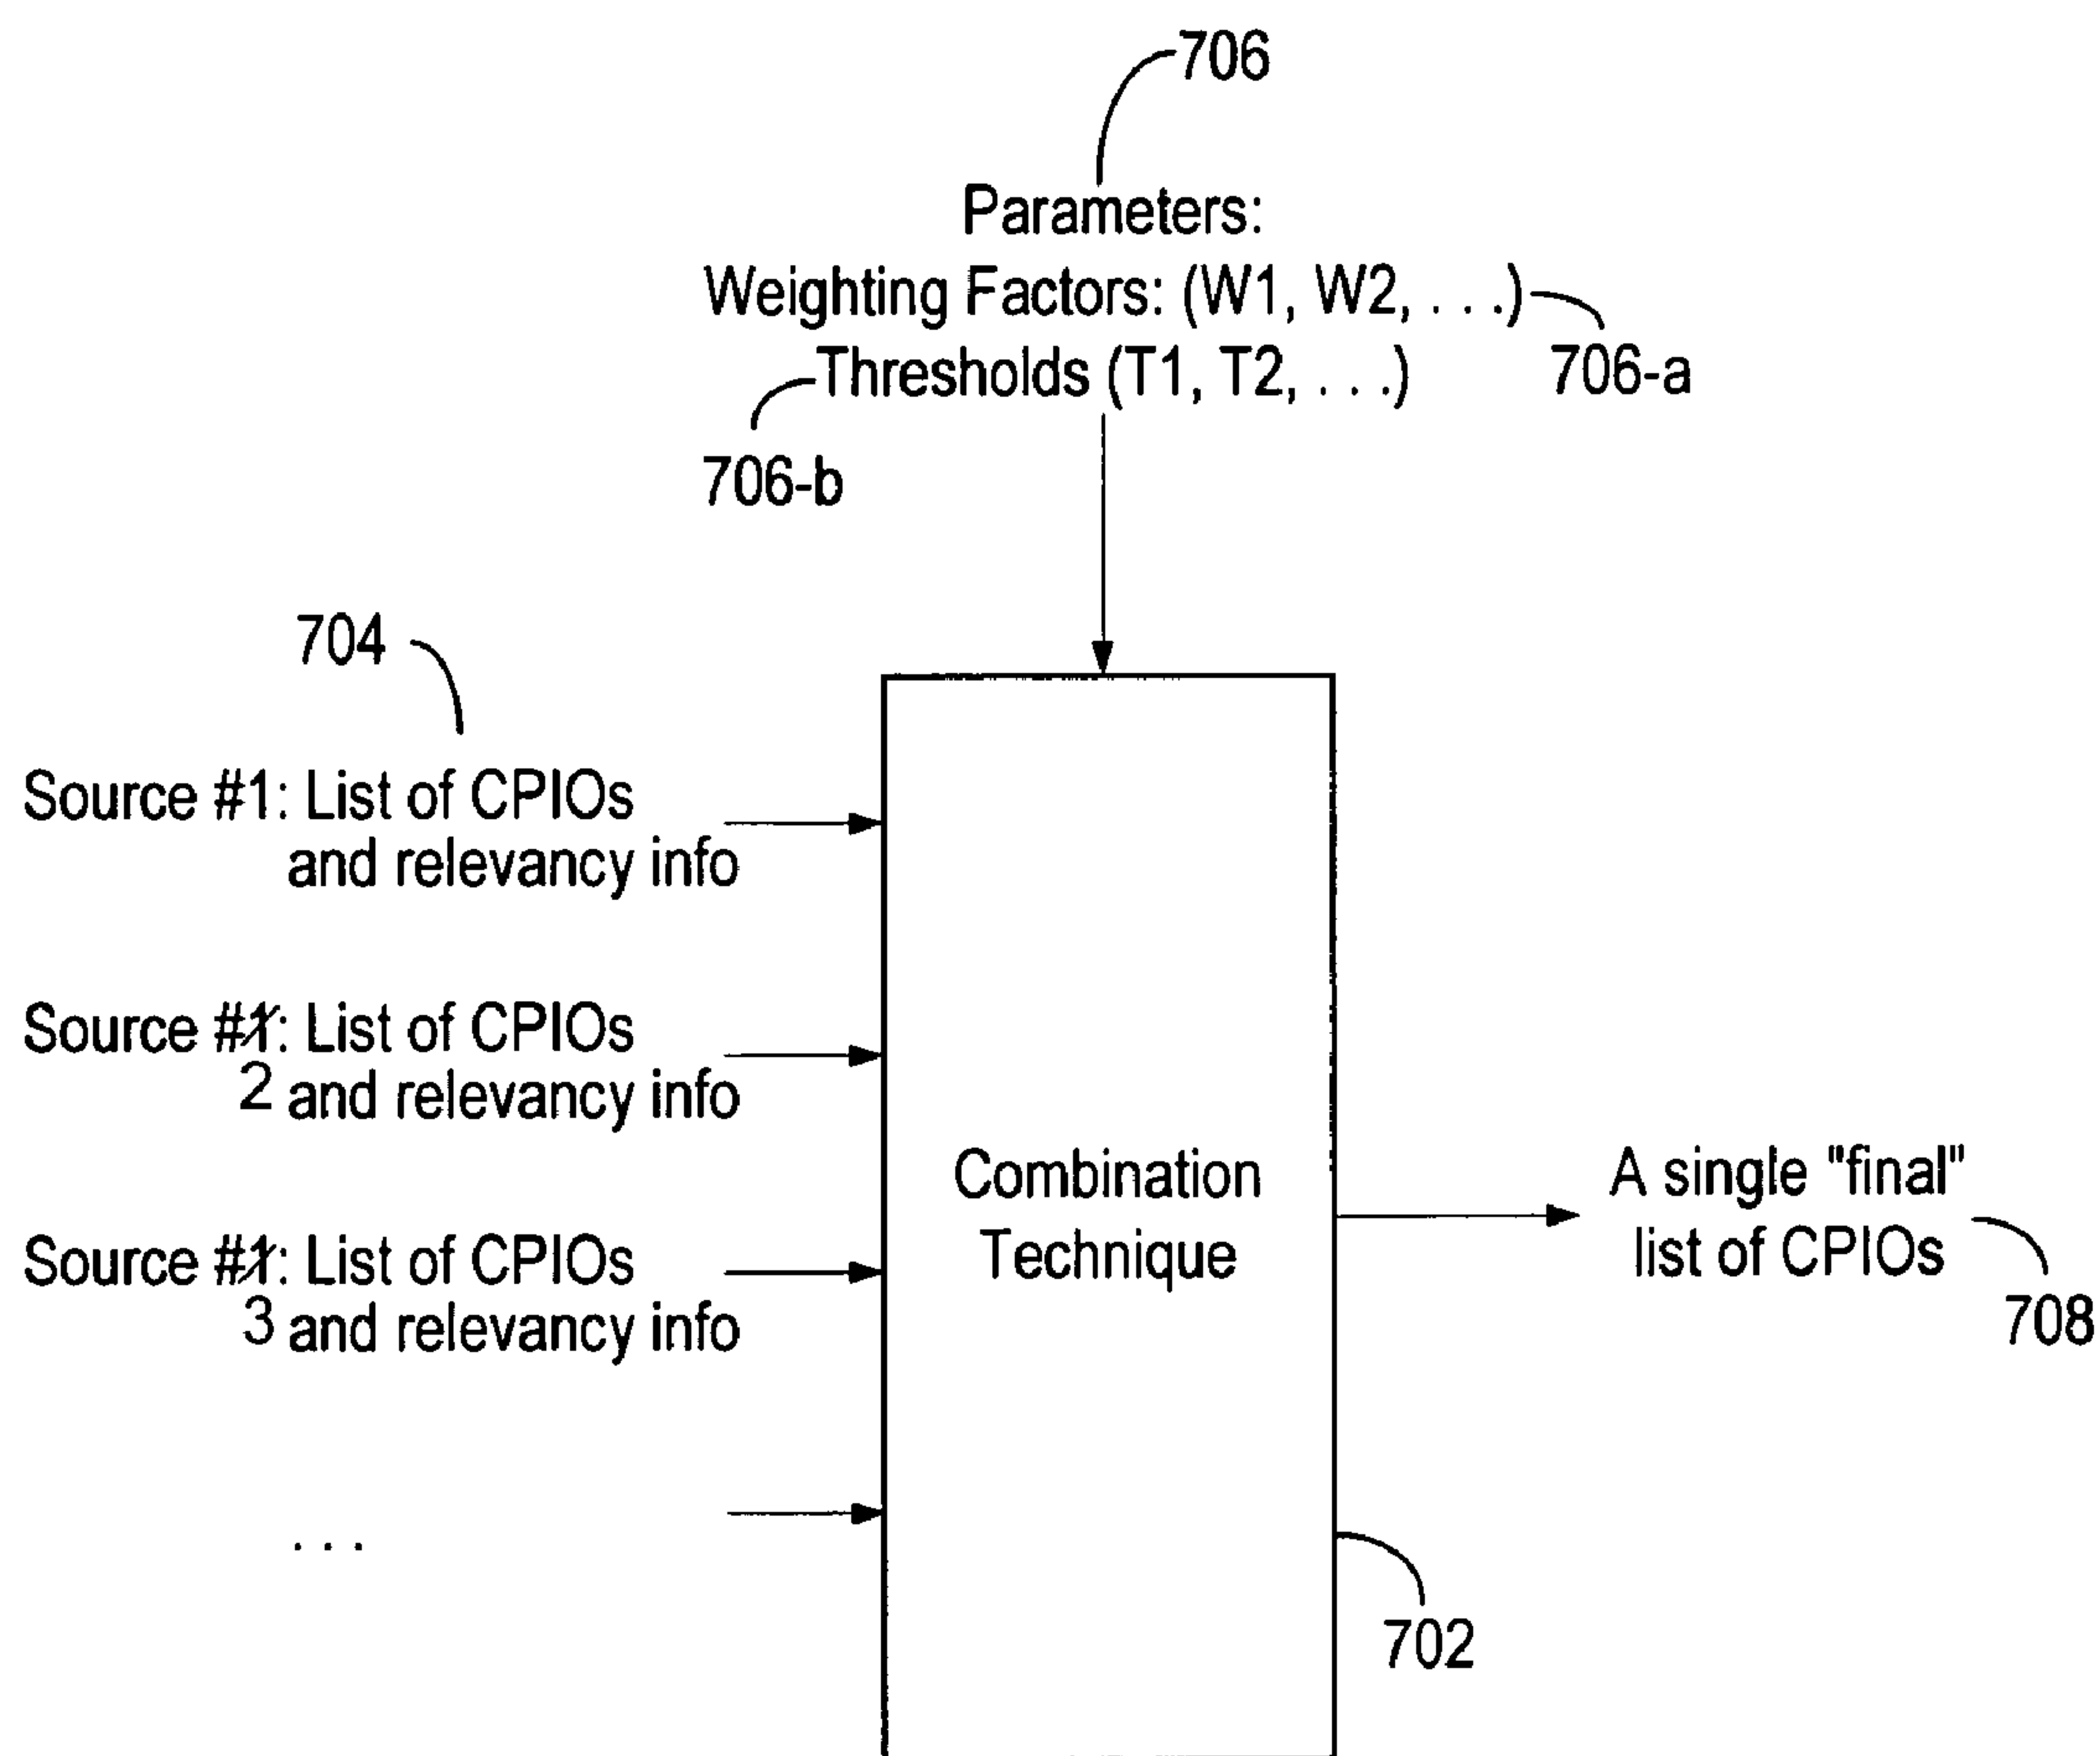 706
Parameters:
Weighting Factors: (W1, W2, . . .)
Thresholds (T1, T2, . . .)
706-a
706-b
704
Source #1: List of CPIOs
and relevancy info
Source #1: List of CPIOs
2 and relevancy info
Source #1: List of CPIOs
3 and relevancy info
. . .
Combination
Technique
A single "final"
list of CPIOs
708
702